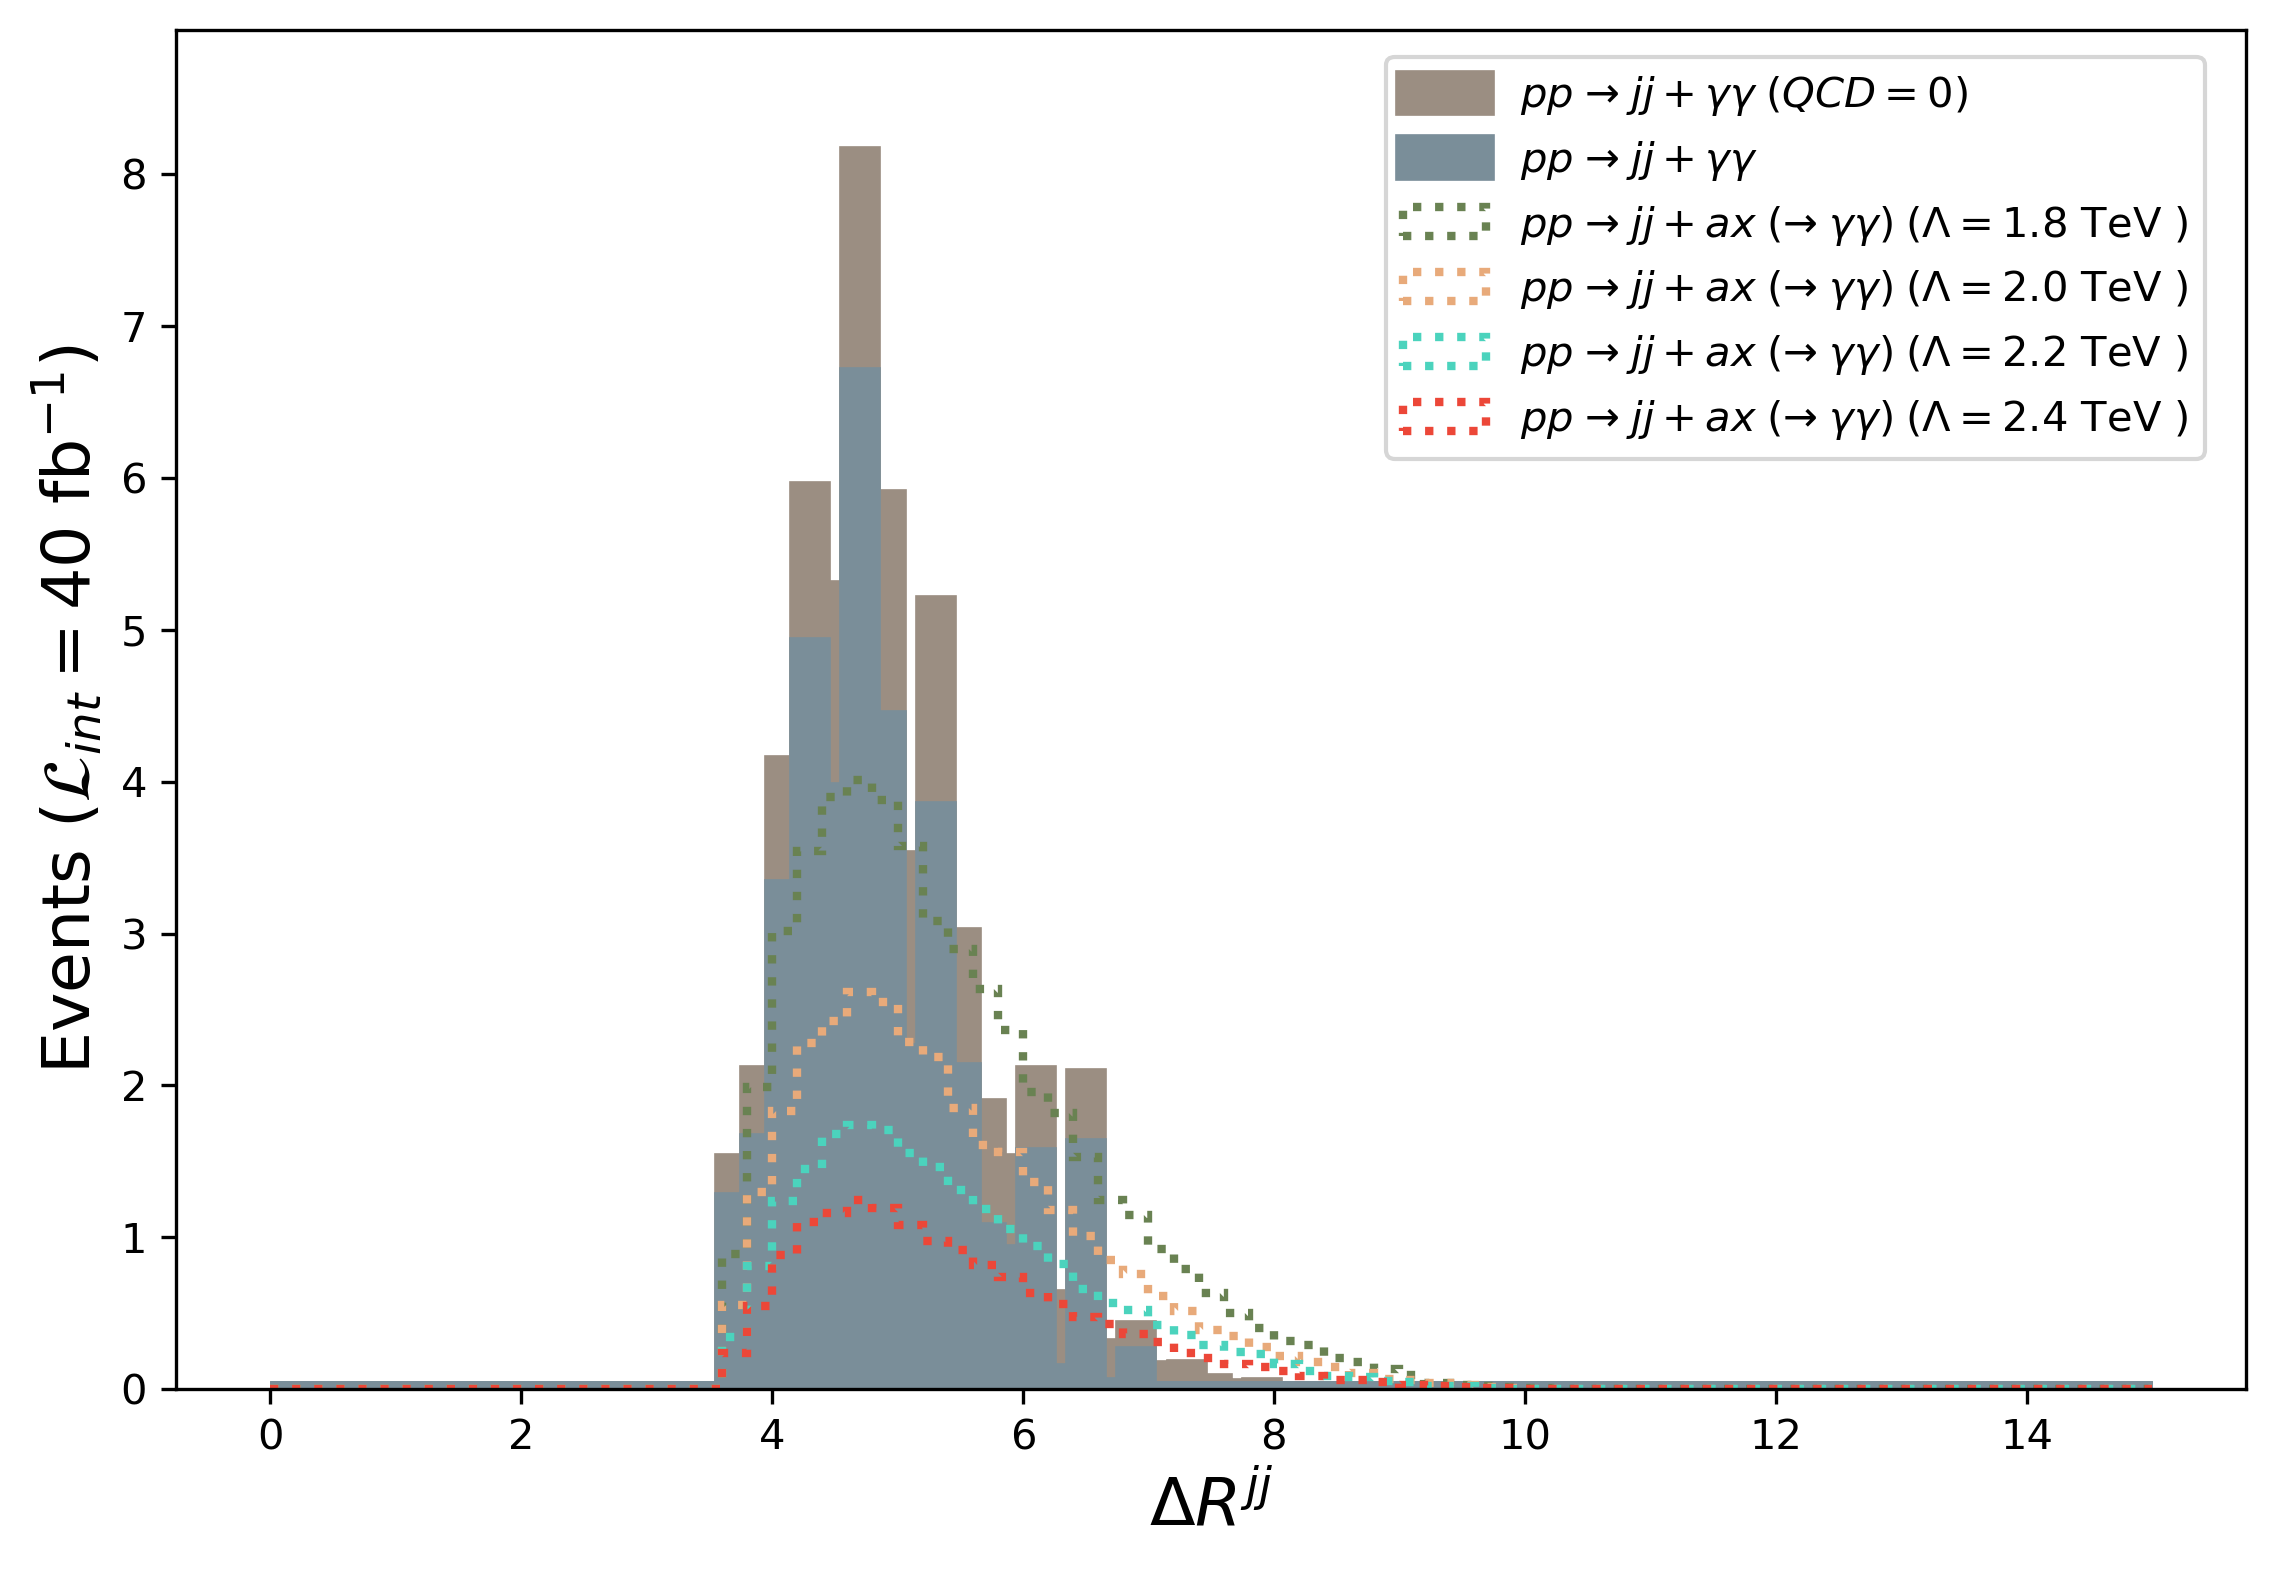 pp → jj + γγ (QCD = 0)
pp → jj + γγ
pp → jj + ax (→ γγ) (Λ = 1.8 TeV )
pp → jj + ax (→ γγ) (Λ = 2.0 TeV )
pp → jj + ax (→ γγ) (Λ = 2.2 TeV )
pp → jj + ax (→ γγ) (Λ = 2.4 TeV )
Events (ℒ_int = 40 fb⁻¹)
8
7
6
5
4
3
2
1
0
0 2 4 6 8 10 12 14
ΔR^jj